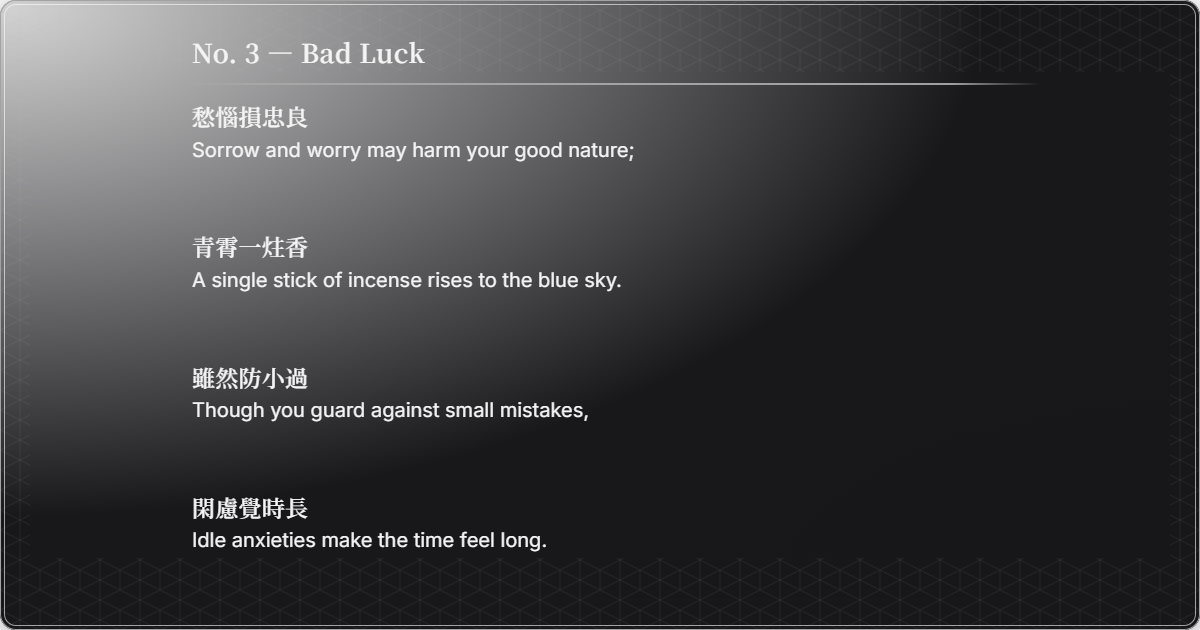 No. 3 — Bad Luck
愁惱損忠良
Sorrow and worry may harm your good nature;
青霄一炷香
A single stick of incense rises to the blue sky.
雖然防小過
Though you guard against small mistakes,
閑慮覺時長
Idle anxieties make the time feel long.